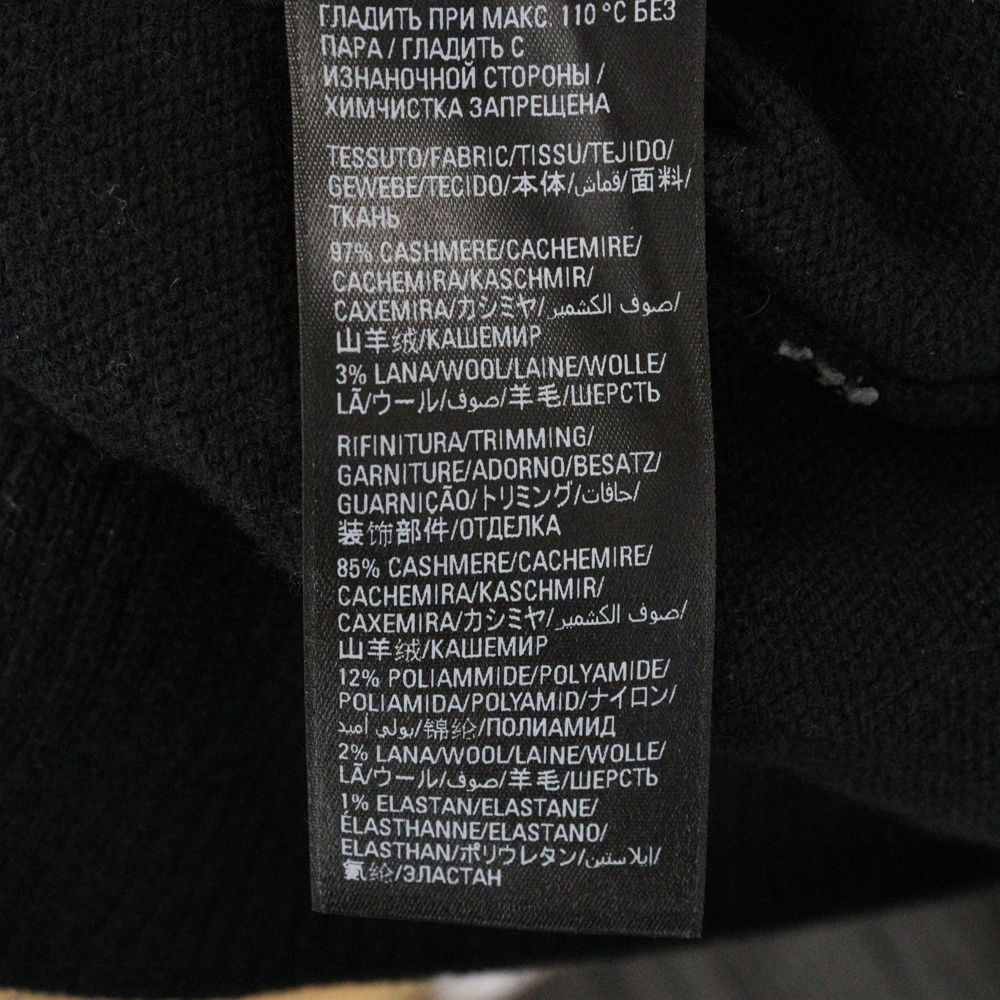 ГЛАДИТЬ ПРИ МАКС. 110 °C БЕЗ
ПАРА / ГЛАДИТЬ С
ИЗНАНОЧНОЙ СТОРОНЫ /
ХИМЧИСТКА ЗАПРЕЩЕНА
TESSUTO/FABRIC/TISSU/TEJIDO/
GEWEBE/TECIDO/本体/قماش/面料/
ТКАНЬ
97% CASHMERE/CACHEMIRE/
CACHEMIRA/KASCHMIR/
CAXEMIRA/カシミヤ/صوف الكشمير/
山羊绒/КАШЕМИР
3% LANA/WOOL/LAINE/WOLLE/
LÃ/ウール/صوف/羊毛/ШЕРСТЬ
RIFINITURA/TRIMMING/
GARNITURE/ADORNO/BESATZ/
GUARNIÇÃO/トリミング/حافات/
装饰部件/ОТДЕЛКА
85% CASHMERE/CACHEMIRE/
CACHEMIRA/KASCHMIR/
CAXEMIRA/カシミヤ/صوف الكشمير/
山羊绒/КАШЕМИР
12% POLIAMMIDE/POLYAMIDE/
POLIAMIDA/POLYAMID/ナイロン/
بولي أميد/锦纶/ПОЛИАМИД
2% LANA/WOOL/LAINE/WOLLE/
LÃ/ウール/صوف/羊毛/ШЕРСТЬ
1% ELASTAN/ELASTANE/
ÉLASTHANNE/ELASTANO/
ELASTHAN/ポリウレタン/إيلاستين/
氨纶/ЭЛАСТАН